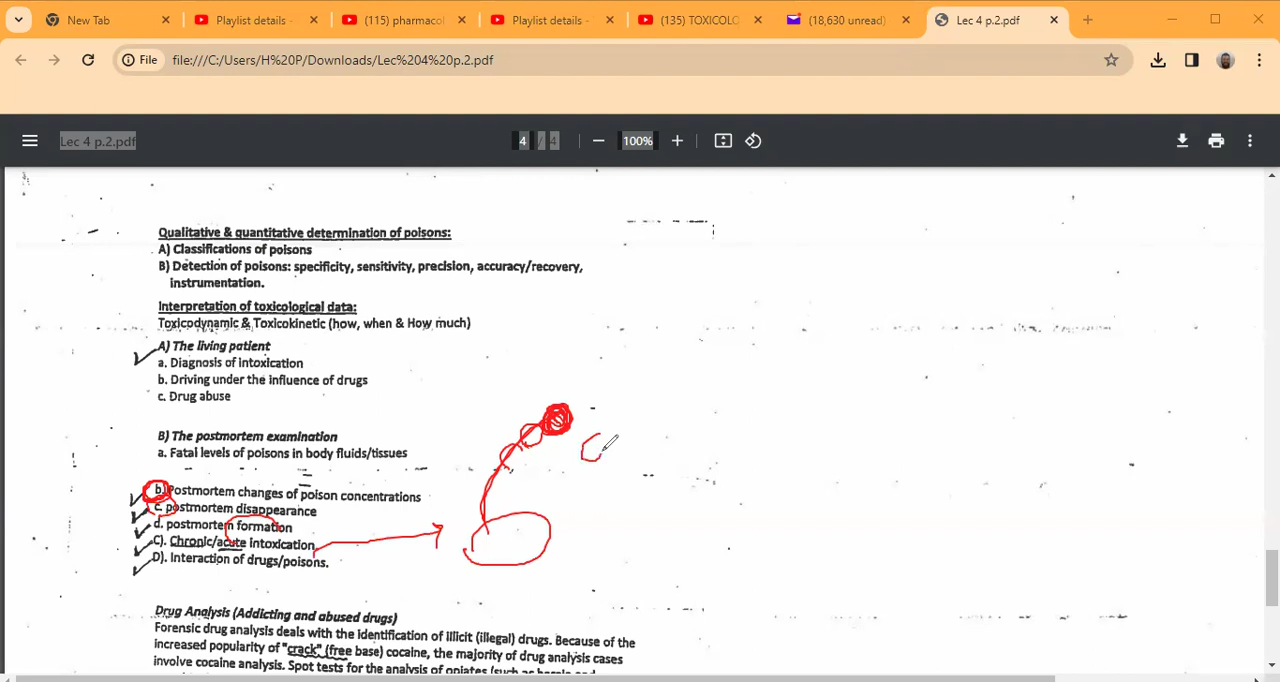 New Tab
Playlist details -
(115) pharmacol
Playlist details -
(135) TOXICOLO
(18,630 unread)
Lec 4 p.2.pdf
File
file:///C:/Users/H%20P/Downloads/Lec%204%20p.2.pdf
Lec 4 p.2.pdf
4 / 4
100%
Qualitative & quantitative determination of poisons:
A) Classifications of poisons
B) Detection of poisons: specificity, sensitivity, precision, accuracy/recovery,
instrumentation.
Interpretation of toxicological data:
Toxicodynamic & Toxicokinetic (how, when & How much)
A) The living patient
a. Diagnosis of intoxication
b. Driving under the influence of drugs
c. Drug abuse
B) The postmortem examination
a. Fatal levels of poisons in body fluids/tissues
b. Postmortem changes of poison concentrations
c. postmortem disappearance
d. postmortem formation
C). Chronic/acute intoxication
D). Interaction of drugs/poisons.
Drug Analysis (Addicting and abused drugs)
Forensic drug analysis deals with the identification of illicit (illegal) drugs. Because of the
increased popularity of "crack" (free base) cocaine, the majority of drug analysis cases
involve cocaine analysis. Spot tests for the analysis of opiates (such as heroin and